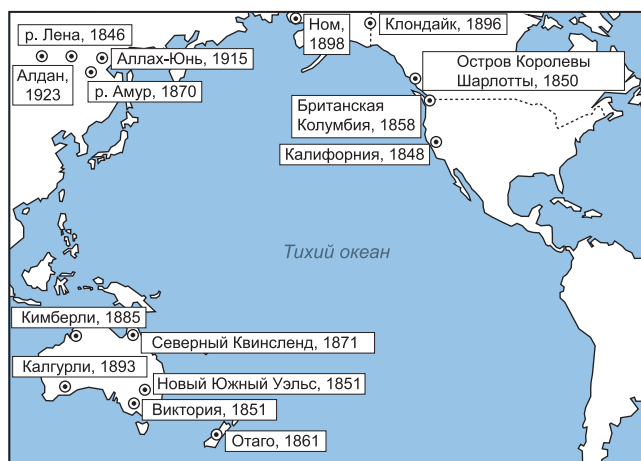 р. Лена, 1846
Аллах-Юнь, 1915
Алдан,
1923
р. Амур, 1870
Ном,
1898
Клондайк, 1896
Остров Королевы
Шарлотты, 1850
Британская
Колумбия, 1858
Калифорния, 1848
Тихий океан
Кимберли, 1885
Северный Квинсленд, 1871
Калгурли, 1893
Новый Южный Уэльс, 1851
Виктория, 1851
Отаго, 1861